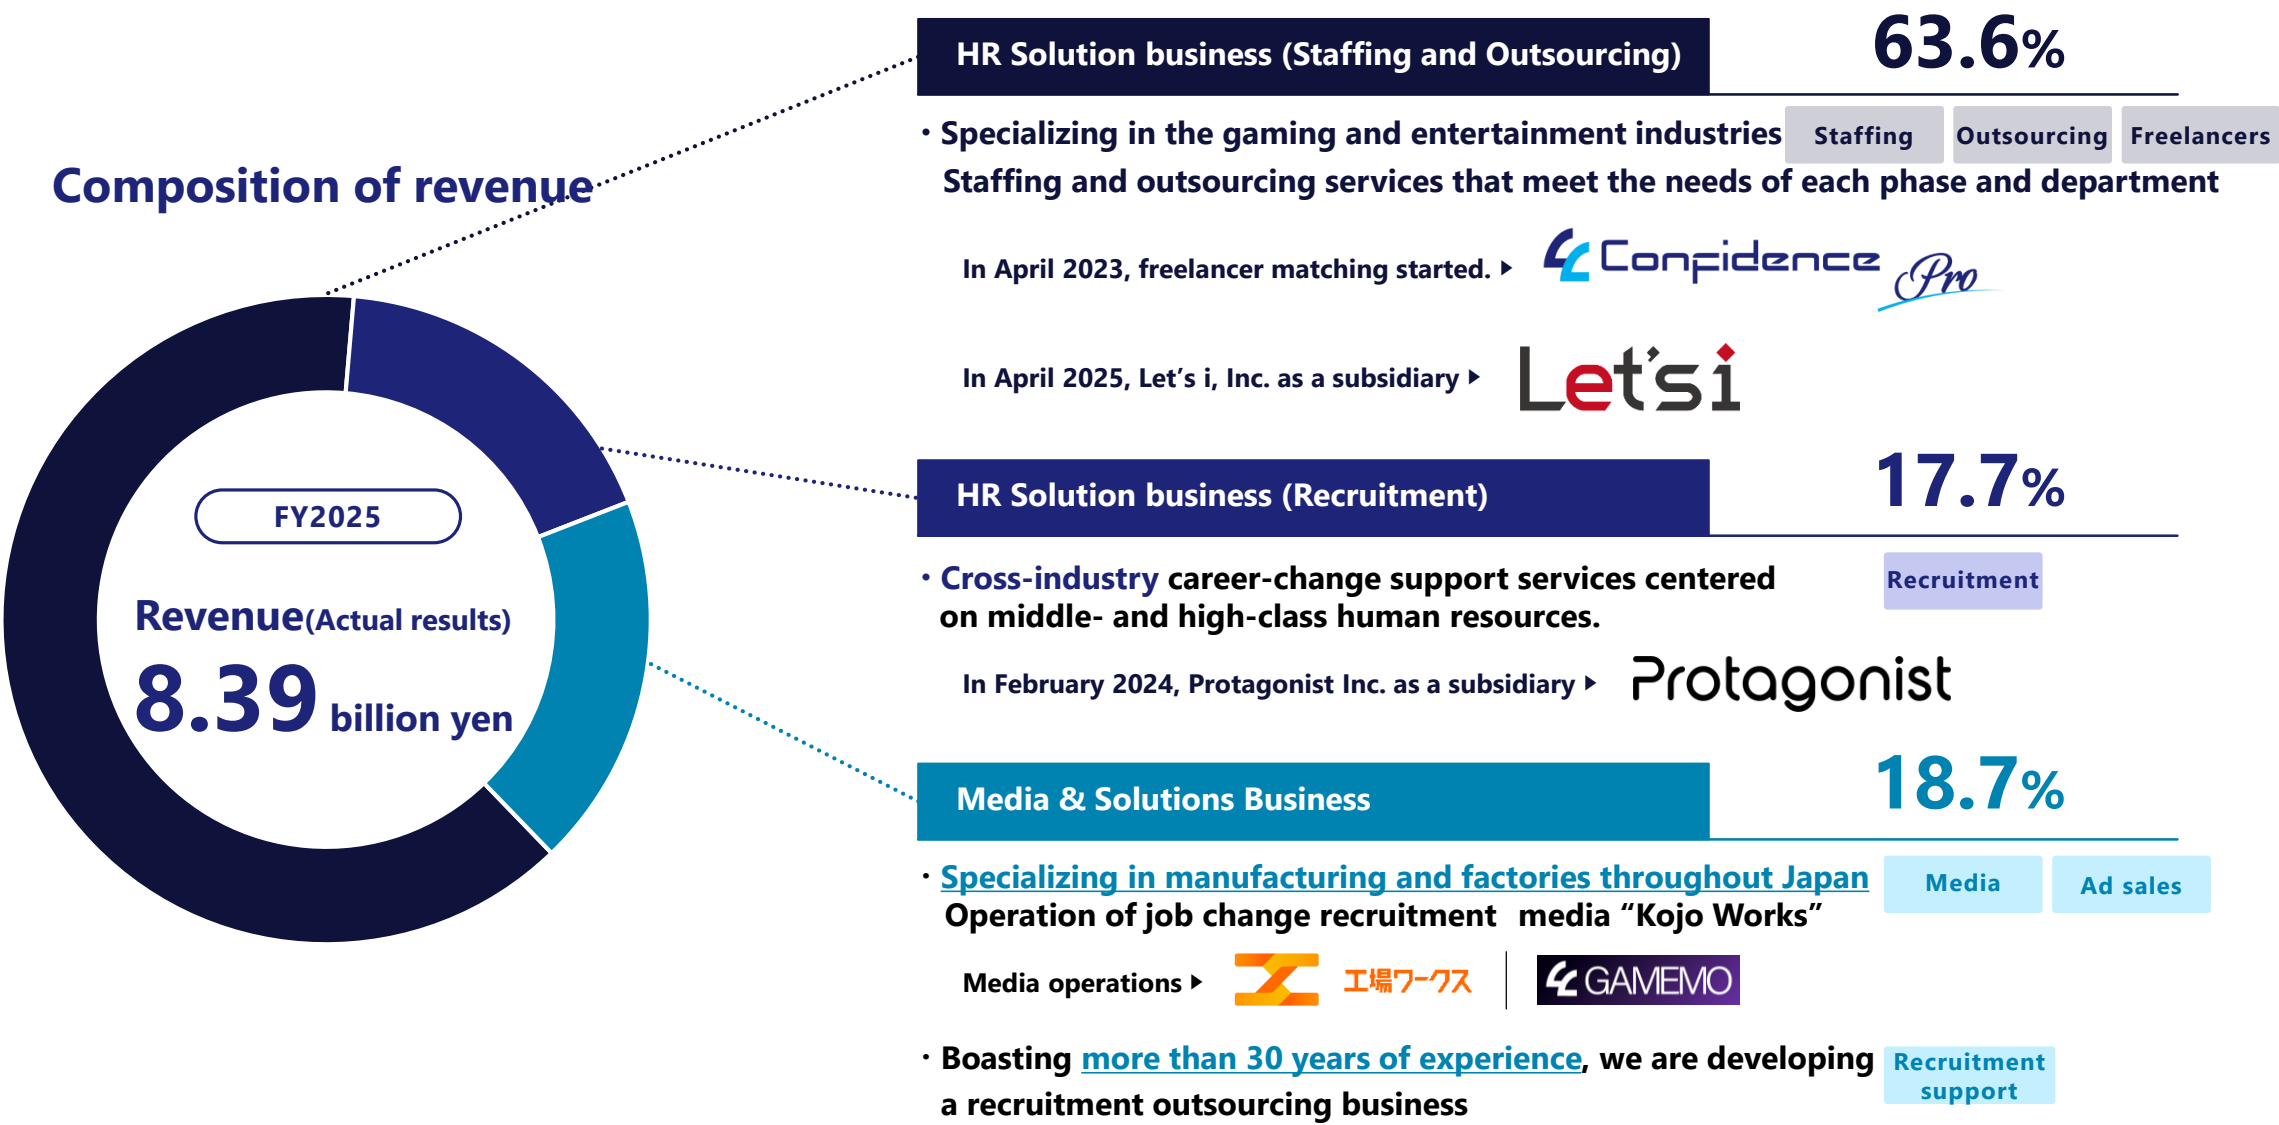 Composition of revenue
FY2025
Revenue(Actual results)
8.39 billion yen
HR Solution business (Staffing and Outsourcing)
63.6%
・Specializing in the gaming and entertainment industries
Staffing
Outsourcing
Freelancers
Staffing and outsourcing services that meet the needs of each phase and department
In April 2023, freelancer matching started.
Confidence Pro
In April 2025, Let’s i, Inc. as a subsidiary
Let'si
HR Solution business (Recruitment)
17.7%
・Cross-industry career-change support services centered
on middle- and high-class human resources.
Recruitment
In February 2024, Protagonist Inc. as a subsidiary
Protagonist
Media & Solutions Business
18.7%
・Specializing in manufacturing and factories throughout Japan
Operation of job change recruitment media “Kojo Works”
Media
Ad sales
Media operations
工場ワークス
GAMEMO
・Boasting more than 30 years of experience, we are developing
a recruitment outsourcing business
Recruitment
support